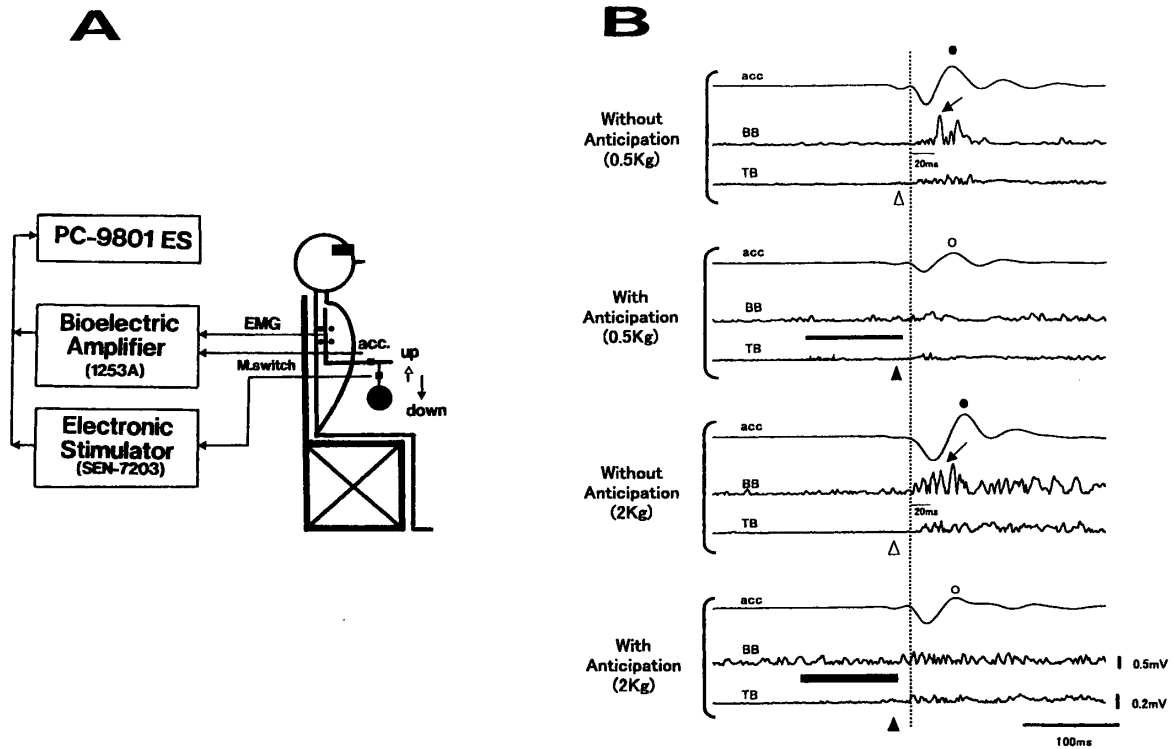 A
PC-9801 ES
Bioelectric
Amplifier
(1253A)
Electronic
Stimulator
(SEN-7203)
EMG
acc.
M.switch
up
down
B
Without
Anticipation
(0.5Kg)
acc
BB
20ms
TB
With
Anticipation
(0.5Kg)
acc
BB
TB
Without
Anticipation
(2Kg)
acc
BB
20ms
TB
With
Anticipation
(2Kg)
acc
BB
0.5mV
TB
0.2mV
100ms